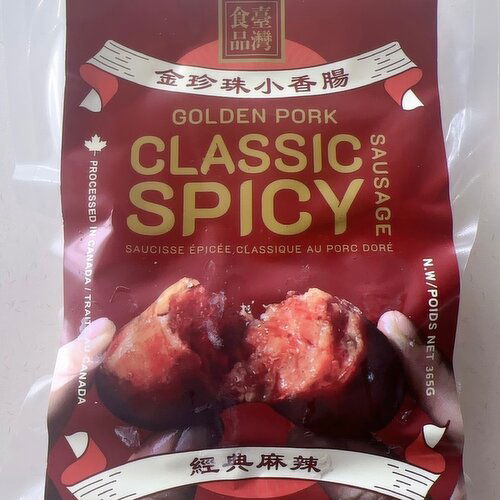 臺灣食品
金珍珠小香腸
GOLDEN PORK
CLASSIC
SPICY
SAUSAGE
SAUCISSE ÉPICÉE CLASSIQUE AU PORC DORÉ
PROCESSED IN CANADA / TRAITÉ AU CANADA
N.W/POIDS NET 365G
經典麻辣